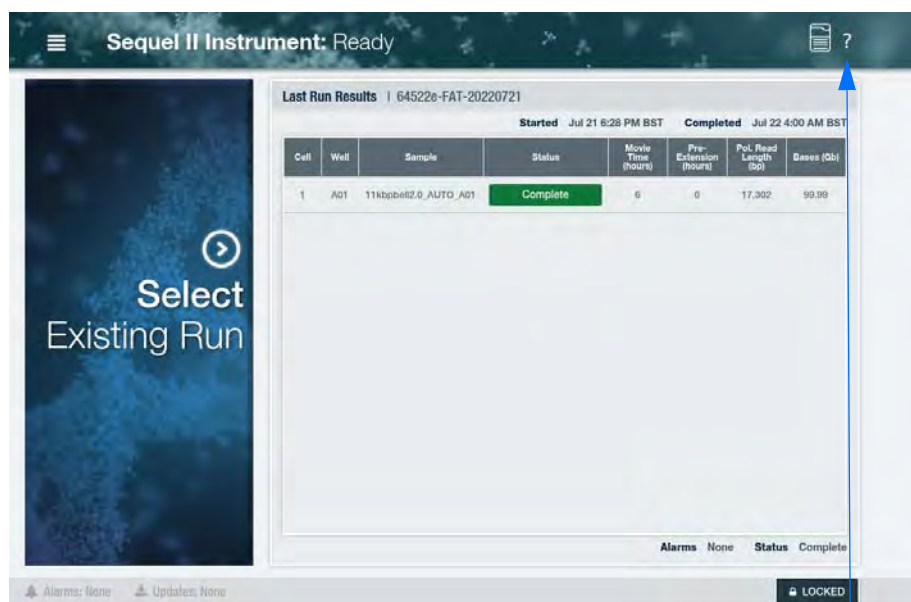 Sequel II Instrument: Ready
?
Last Run Results | 64522e-FAT-20220721
Started Jul 21 6:28 PM BST Completed Jul 22 4:00 AM BST
Cell Well Sample Status Movie Time (hours) Pre-Extension (hours) Pol. Read Length (bp) Bases (Gb)
1 A01 11kbpbell2.0_AUTO_A01 Complete 6 0 17,302 99.99
Select
Existing Run
Alarms None Status Complete
Alarms: None Updates: None
LOCKED